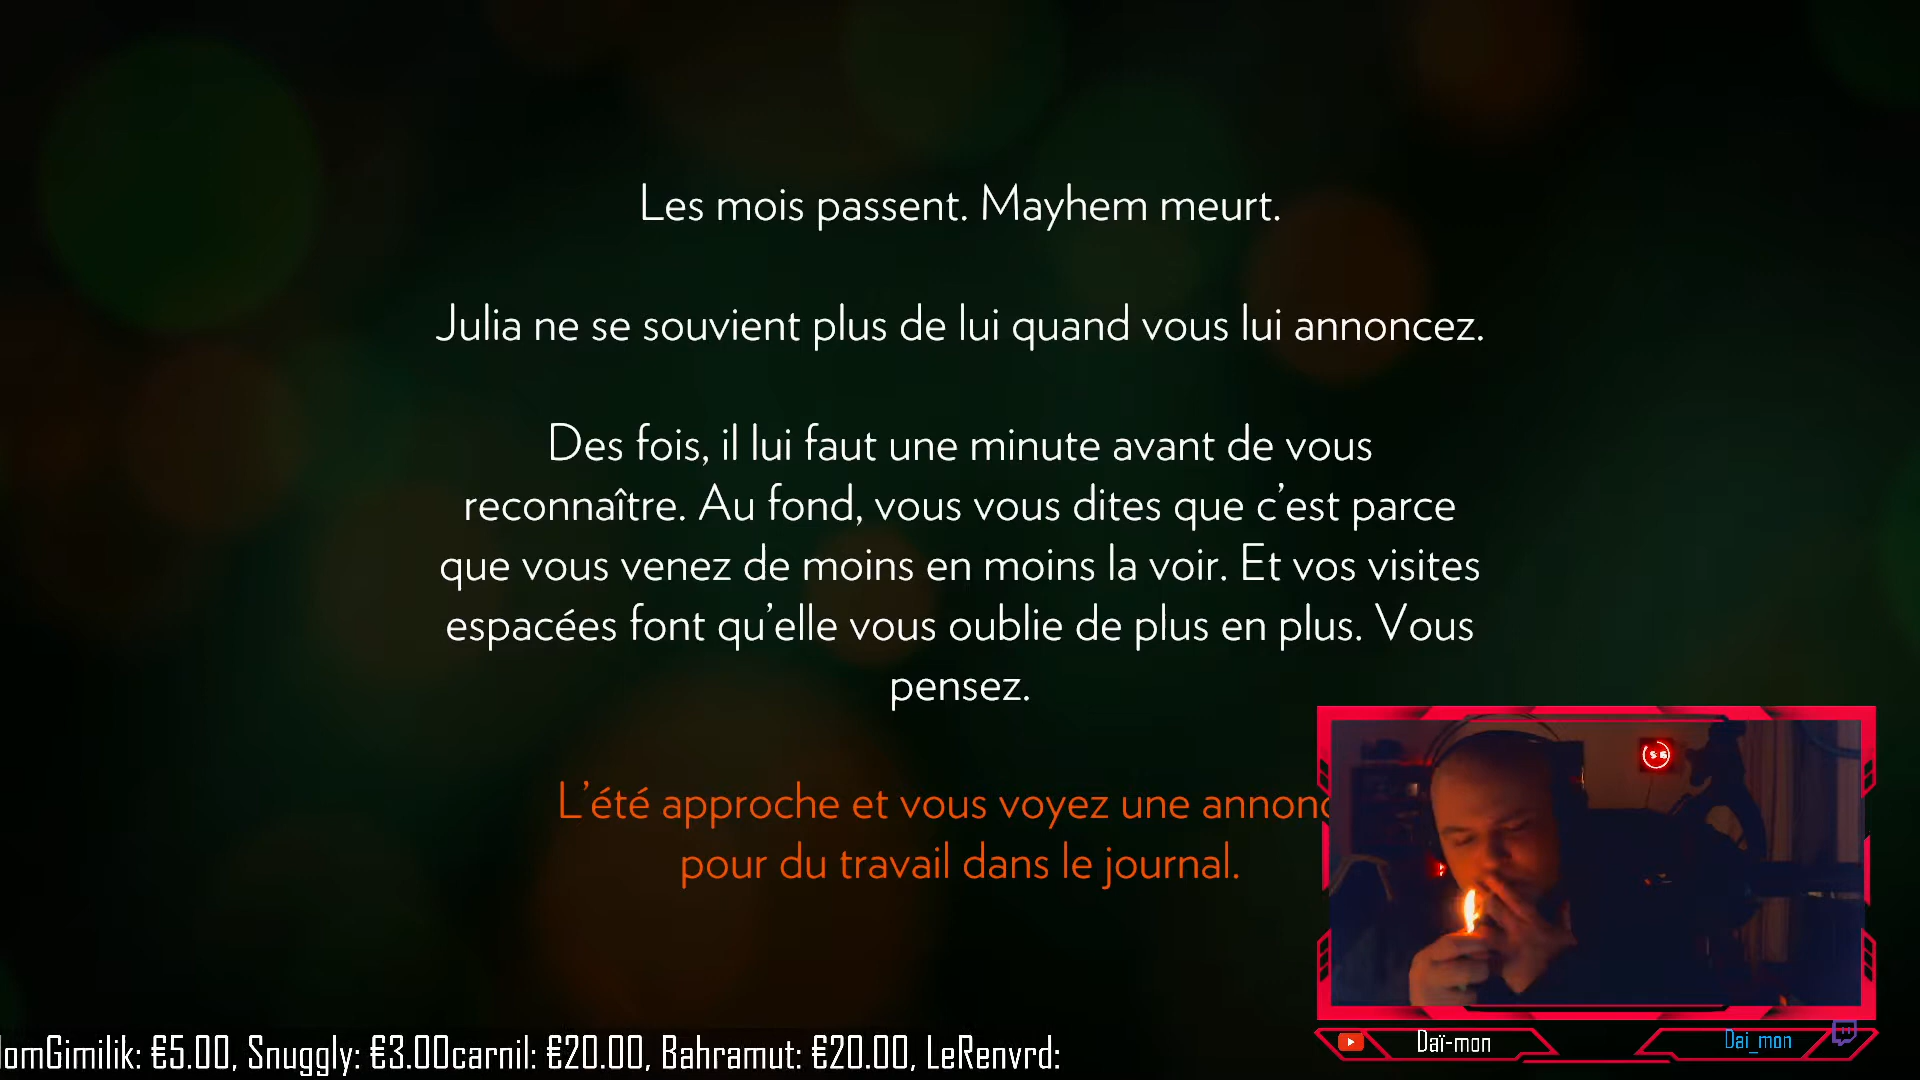 Les mois passent. Mayhem meurt.
Julia ne se souvient plus de lui quand vous lui annoncez.
Des fois, il lui faut une minute avant de vous
reconnaître. Au fond, vous vous dites que c’est parce
que vous venez de moins en moins la voir. Et vos visites
espacées font qu’elle vous oublie de plus en plus. Vous
pensez.
L’été approche et vous voyez une annonc
pour du travail dans le journal.
omGimilik: €5.00, Snuggly: €3.00carnil: €20.00, Bahramut: €20.00, LeRenvrd:
Daï-mon
Dai_mon